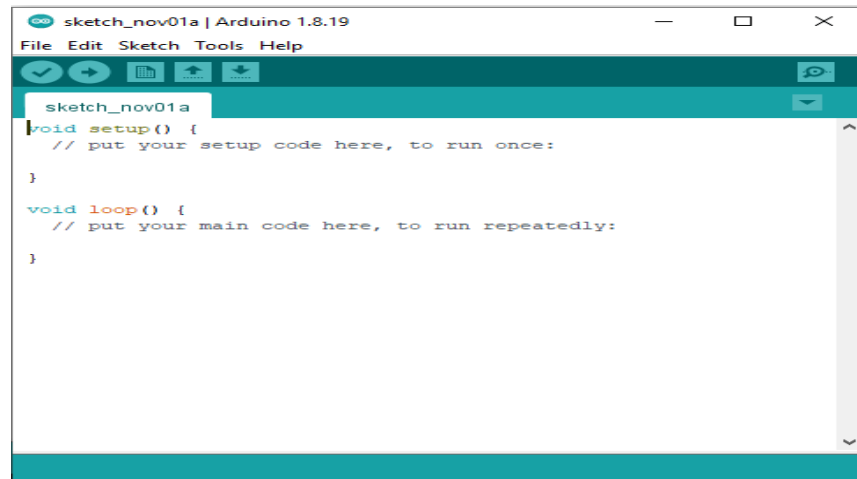 sketch_nov01a | Arduino 1.8.19
File Edit Sketch Tools Help
sketch_nov01a
void setup() {
  // put your setup code here, to run once:

}

void loop() {
  // put your main code here, to run repeatedly:

}